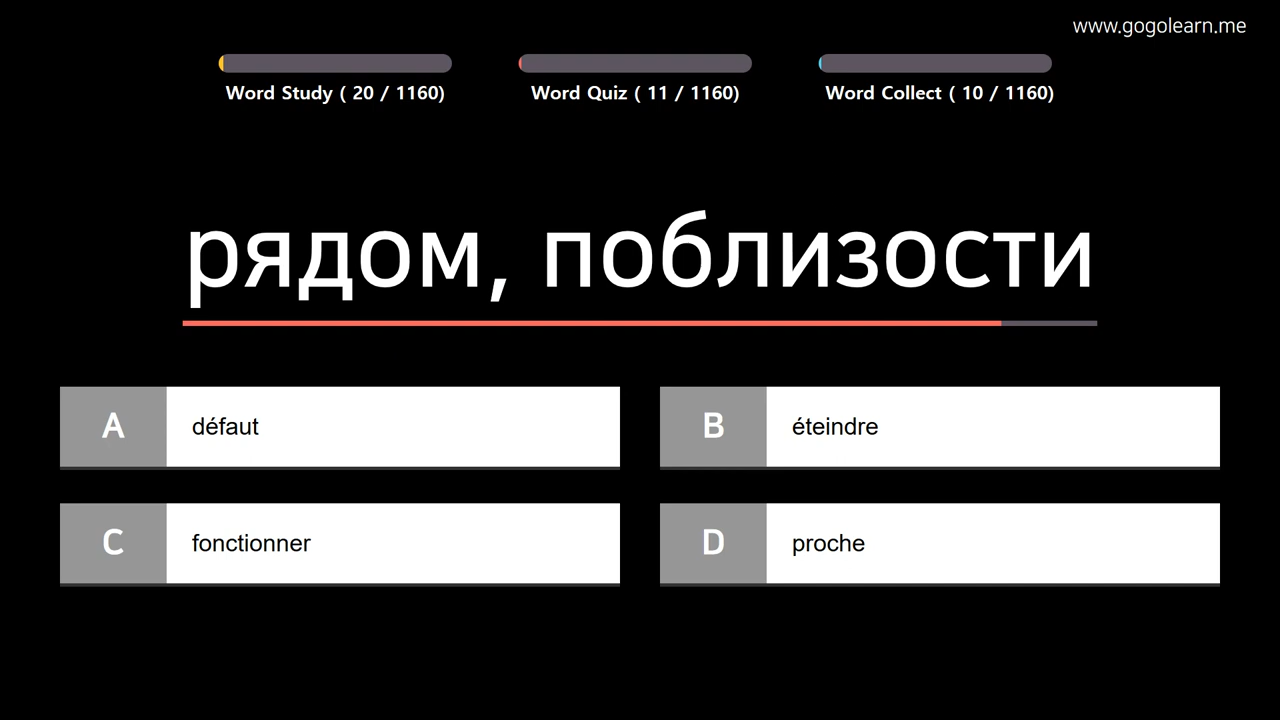 www.gogolearn.me
Word Study ( 20 / 1160)
Word Quiz ( 11 / 1160)
Word Collect ( 10 / 1160)
рядом, поблизости
A défaut
B éteindre
C fonctionner
D proche